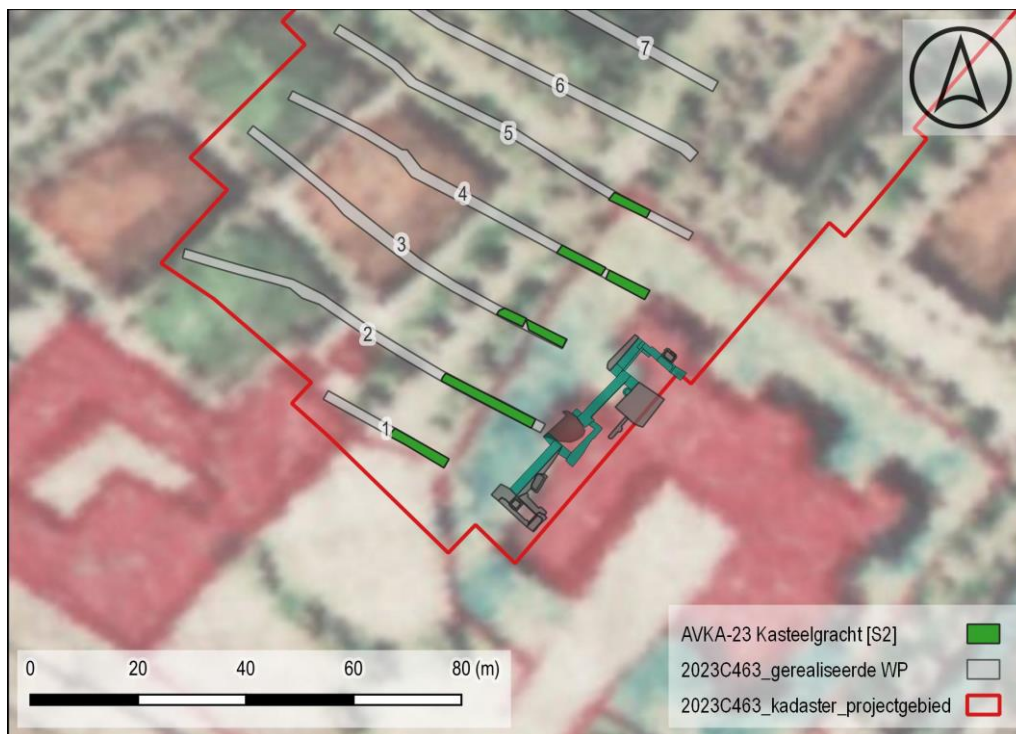 7
6
5
4
3
2
1
AVKA-23 Kasteelgracht [S2]
2023C463_gerealiseerde WP
2023C463_kadaster_projectgebied
0 20 40 60 80 (m)